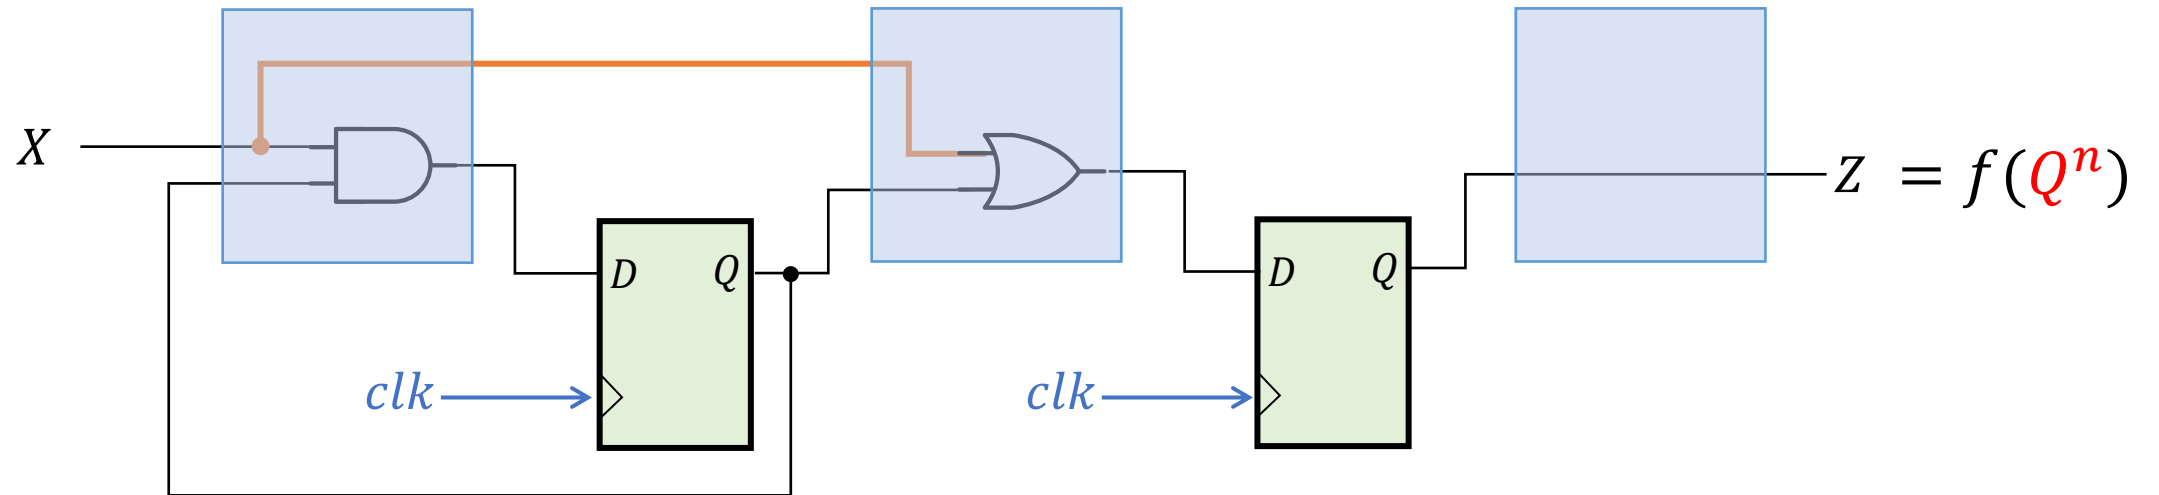 X
Z = f(Qⁿ)
D Q
D Q
clk
clk